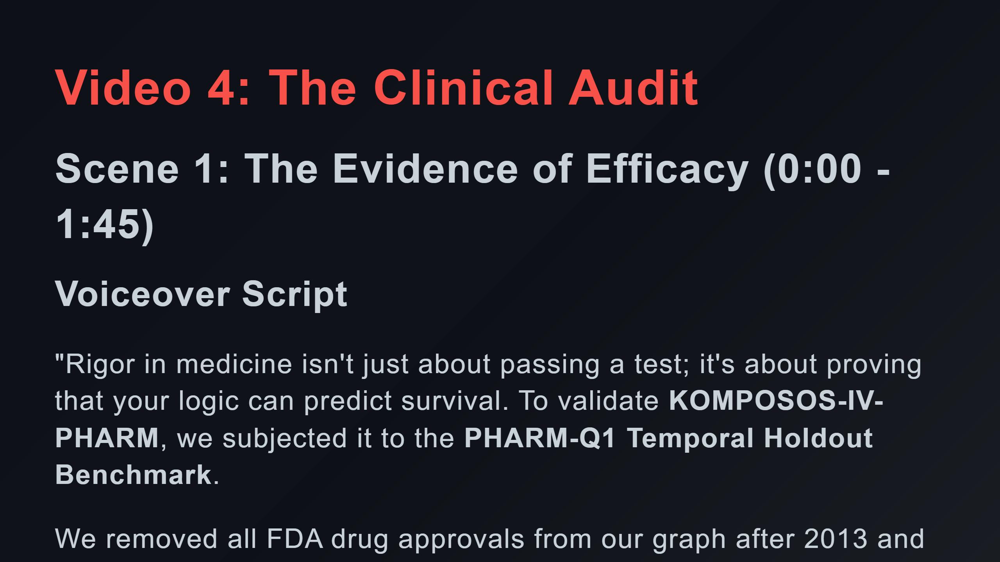 Video 4: The Clinical Audit
Scene 1: The Evidence of Efficacy (0:00 -
1:45)
Voiceover Script
"Rigor in medicine isn't just about passing a test; it's about proving
that your logic can predict survival. To validate KOMPOSOS-IV-
PHARM, we subjected it to the PHARM-Q1 Temporal Holdout
Benchmark.
We removed all FDA drug approvals from our graph after 2013 and